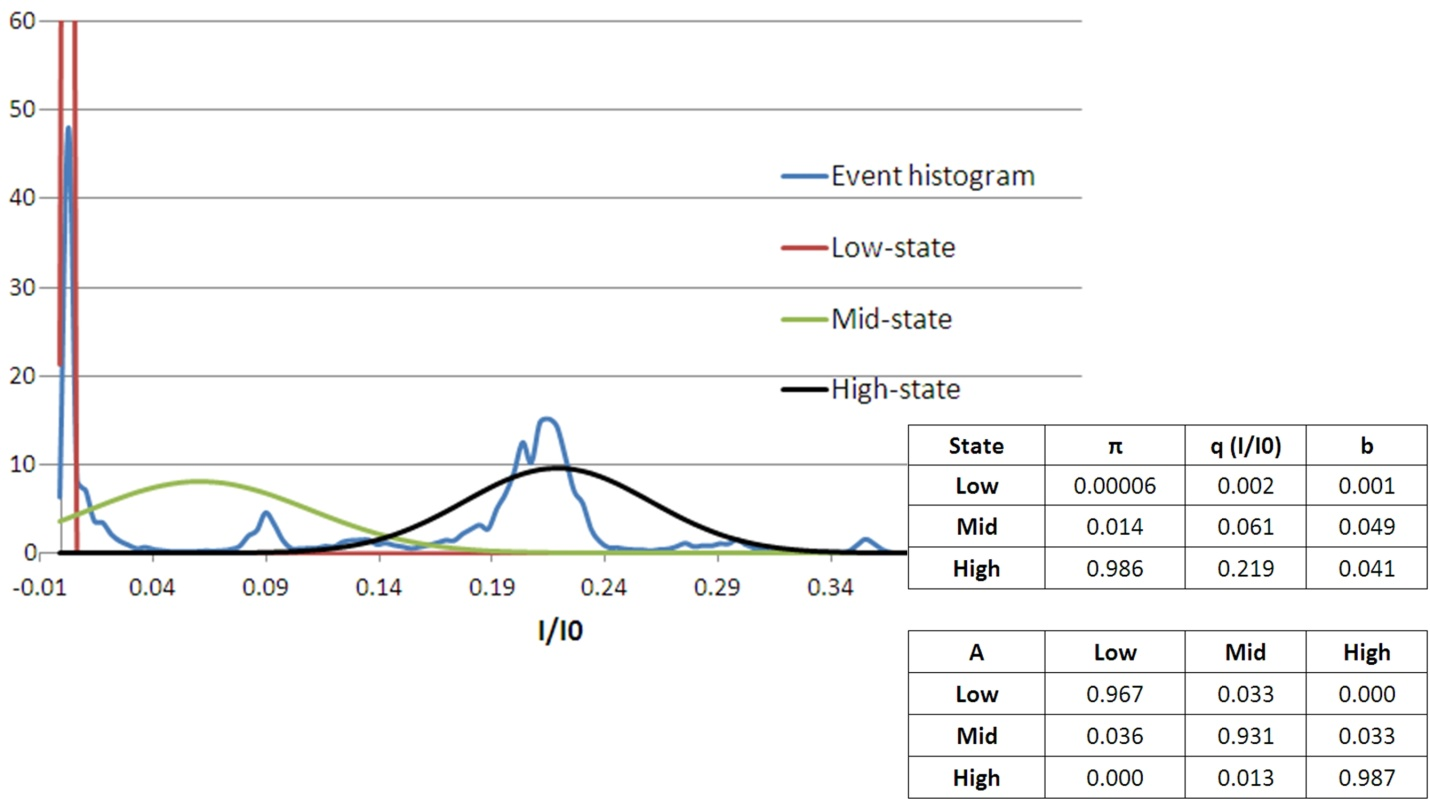 60
50
40
30
20
10
0
-0.01 0.04 0.09 0.14 0.19 0.24 0.29 0.34
I/I0
Event histogram
Low-state
Mid-state
High-state
State π q (I/I0) b
Low 0.00006 0.002 0.001
Mid 0.014 0.061 0.049
High 0.986 0.219 0.041
A Low Mid High
Low 0.967 0.033 0.000
Mid 0.036 0.931 0.033
High 0.000 0.013 0.987